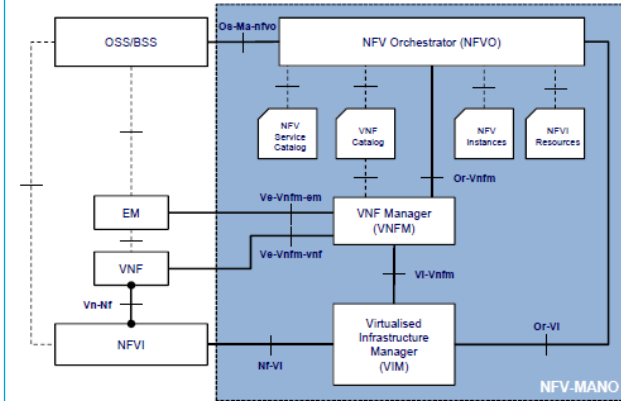 Os-Ma-nfvo
OSS/BSS
NFV Orchestrator (NFVO)
NFV
Service
Catalog
VNF
Catalog
NFV
Instances
NFVI
Resources
Or-Vnfm
Ve-Vnfm-em
EM
VNF Manager
(VNFM)
Ve-Vnfm-vnf
VNF
Vi-Vnfm
Vn-Nf
Virtualised
Infrastructure
Manager
(VIM)
Or-Vi
NFVI
Nf-Vi
NFV-MANO